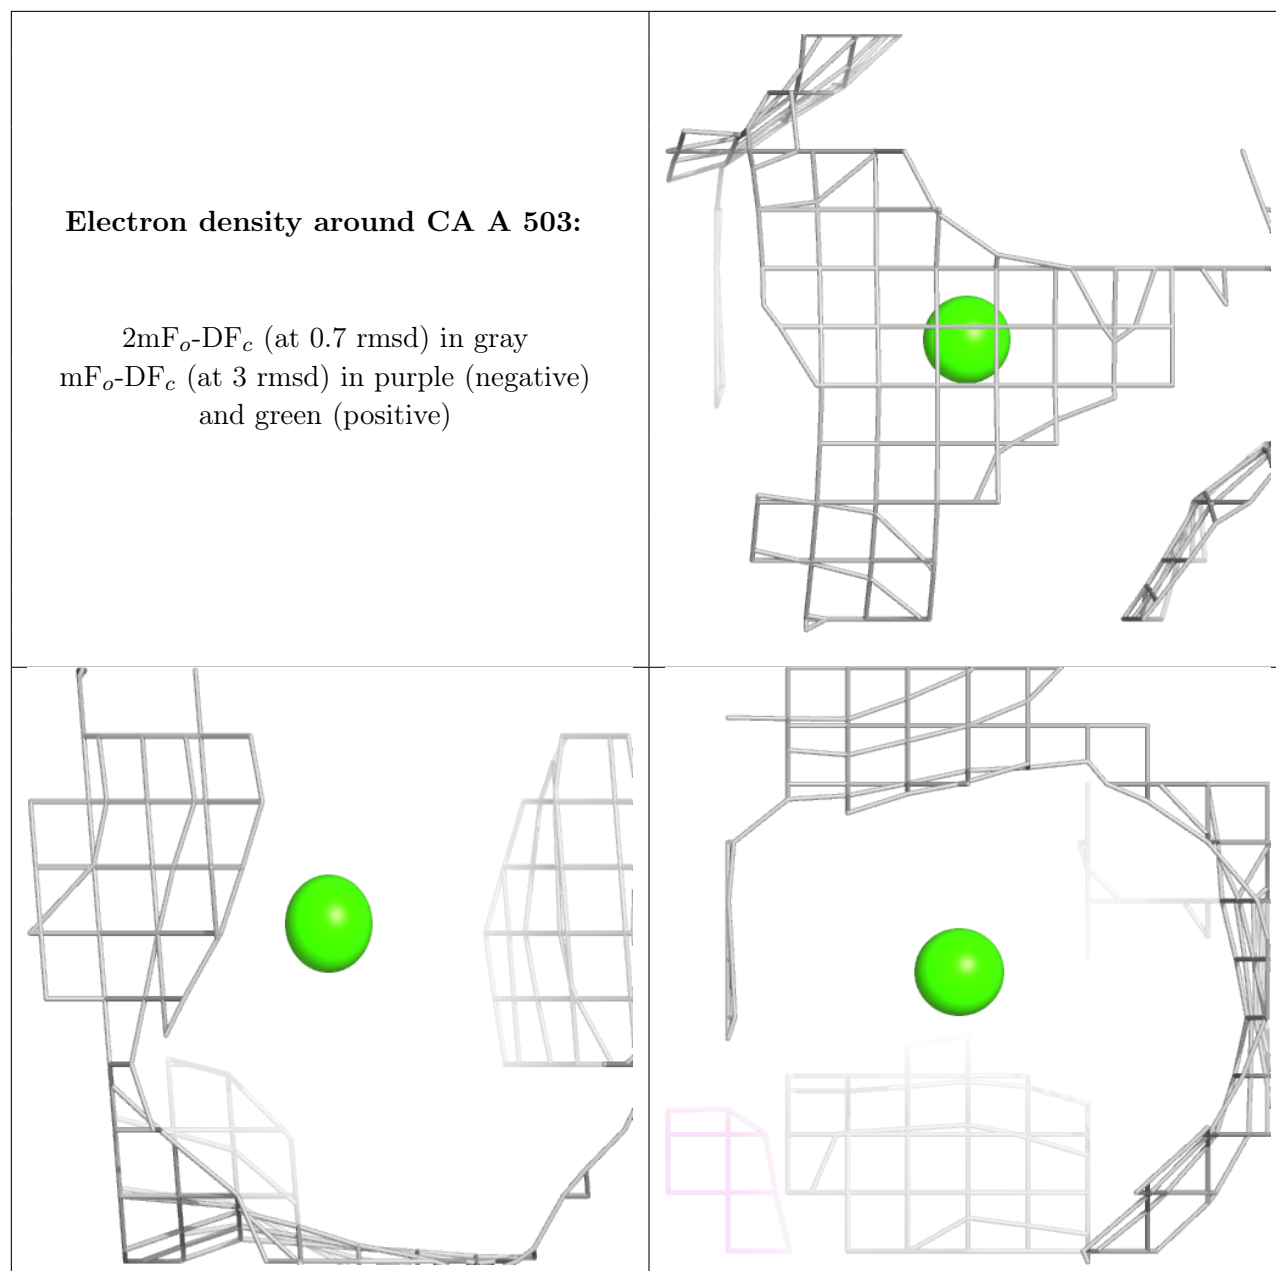 Electron density around CA A 503:
2mFo-DFc (at 0.7 rmsd) in gray
mFo-DFc (at 3 rmsd) in purple (negative)
and green (positive)